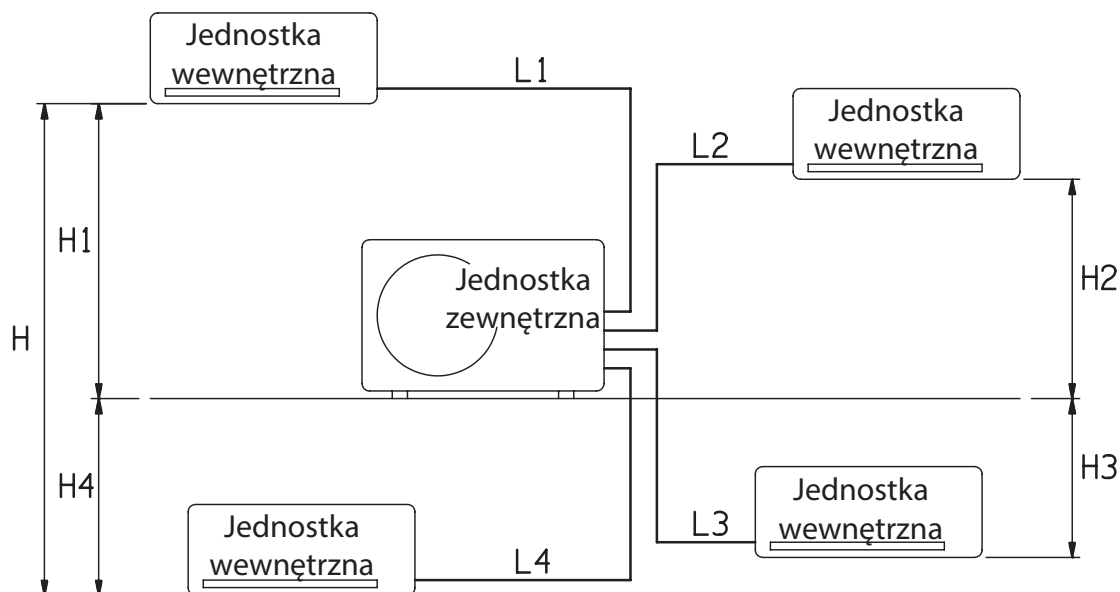 Jednostka
wewnętrzna
L1
Jednostka
wewnętrzna
L2
H1
H2
Jednostka
zewnętrzna
H
H4
H3
Jednostka
wewnętrzna
L3
Jednostka
wewnętrzna
L4